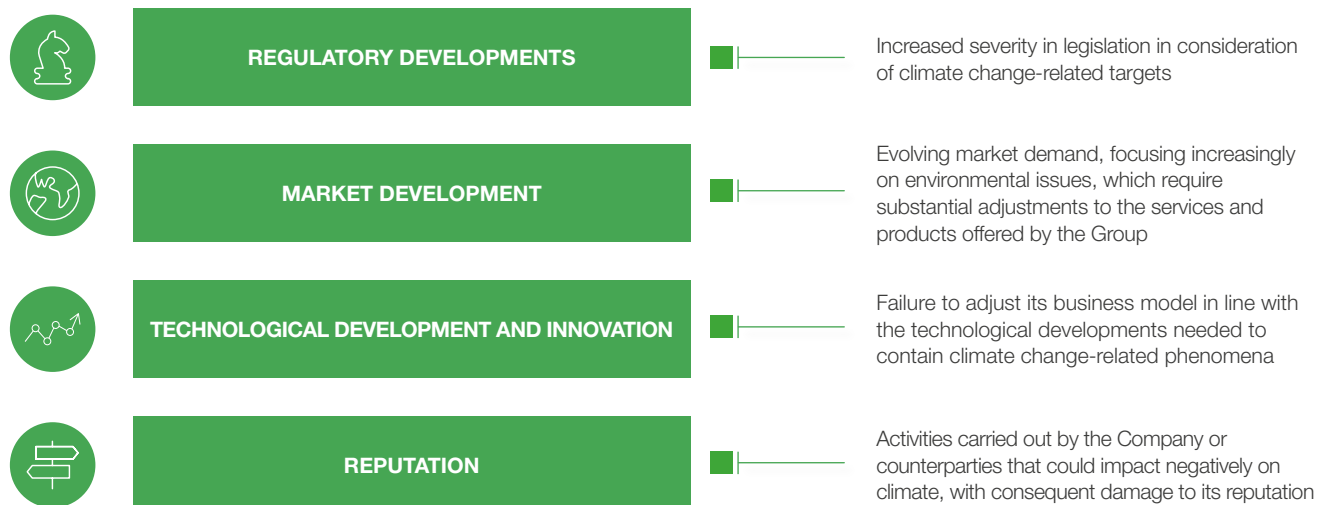 REGULATORY DEVELOPMENTS
Increased severity in legislation in consideration
of climate change-related targets
MARKET DEVELOPMENT
Evolving market demand, focusing increasingly
on environmental issues, which require
substantial adjustments to the services and
products offered by the Group
TECHNOLOGICAL DEVELOPMENT AND INNOVATION
Failure to adjust its business model in line with
the technological developments needed to
contain climate change-related phenomena
REPUTATION
Activities carried out by the Company or
counterparties that could impact negatively on
climate, with consequent damage to its reputation